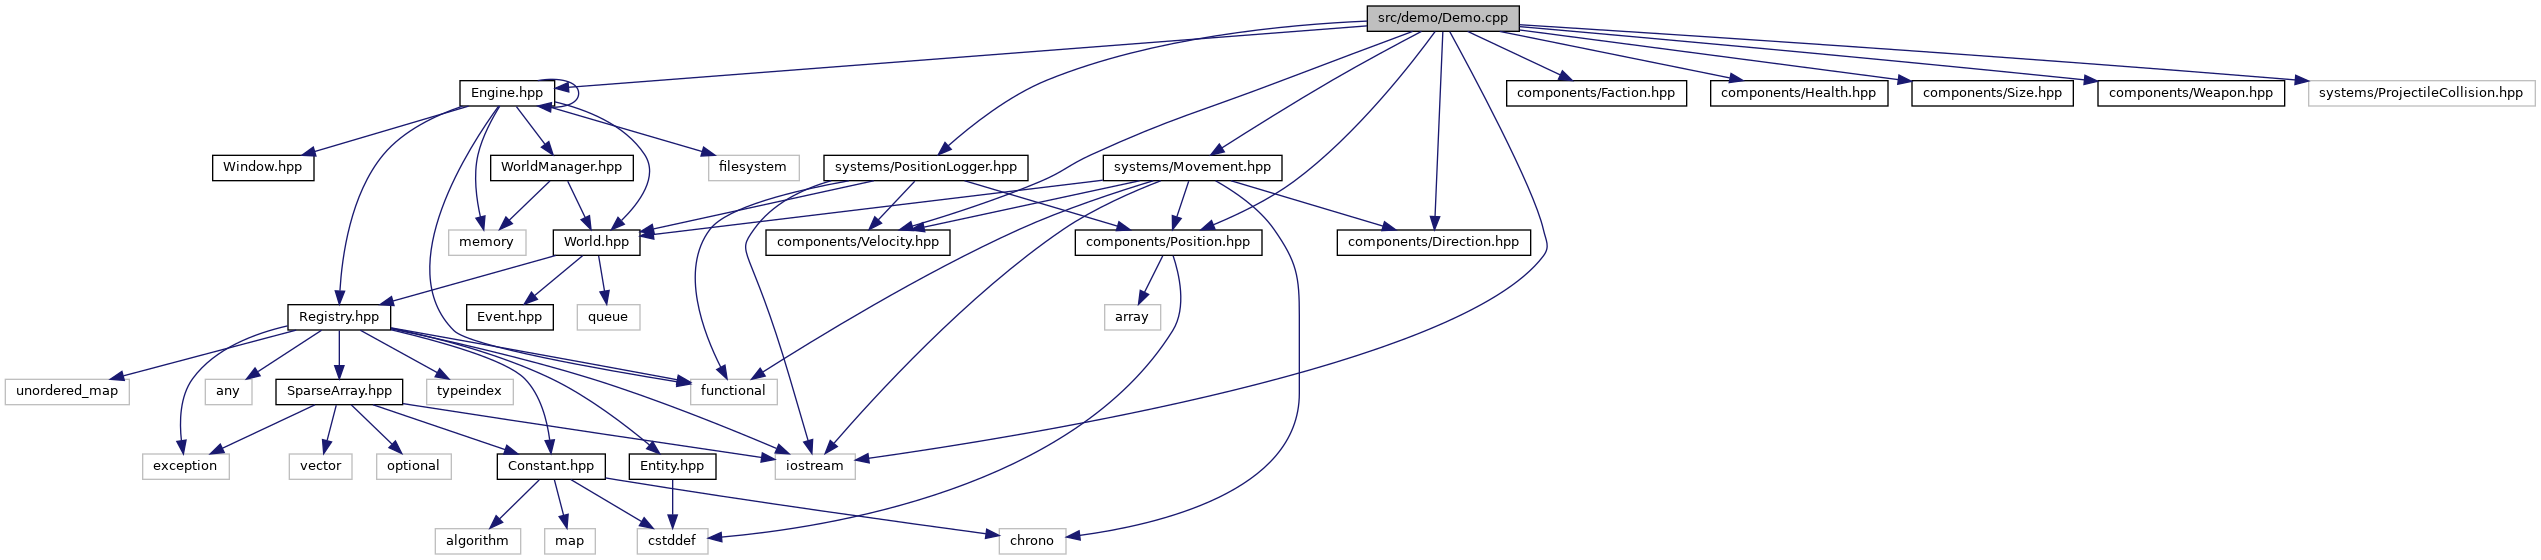 src/demo/Demo.cpp
Engine.hpp
components/Faction.hpp
components/Health.hpp
components/Size.hpp
components/Weapon.hpp
systems/ProjectileCollision.hpp
Window.hpp
WorldManager.hpp
filesystem
systems/PositionLogger.hpp
systems/Movement.hpp
memory
World.hpp
components/Velocity.hpp
components/Position.hpp
components/Direction.hpp
Registry.hpp
Event.hpp
queue
array
unordered_map
any
SparseArray.hpp
typeindex
functional
exception
vector
optional
Constant.hpp
Entity.hpp
iostream
algorithm
map
cstddef
chrono